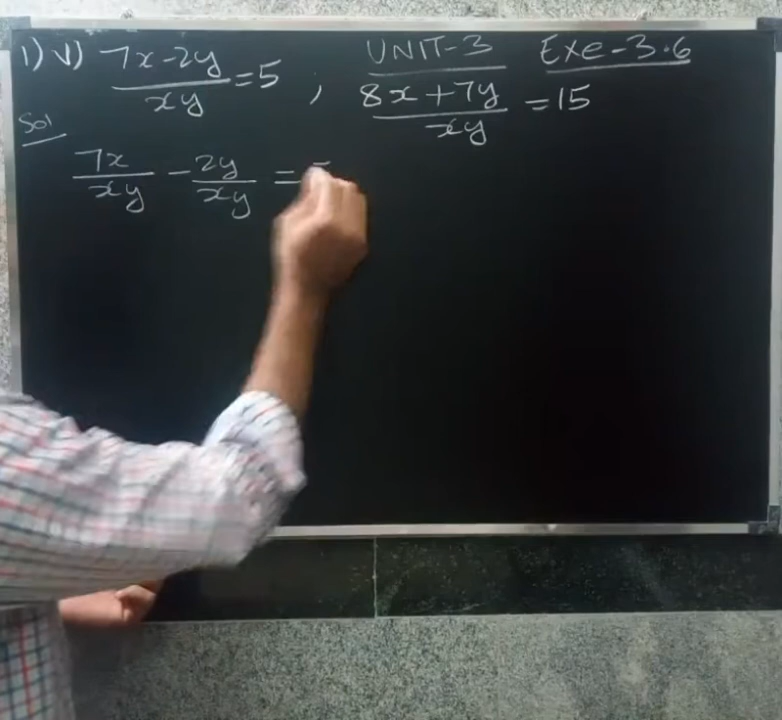 UNIT-3 Exe-3.6
1) v) 7x-2y/xy = 5 , 8x+7y/xy = 15
Sol
7x/xy - 2y/xy =